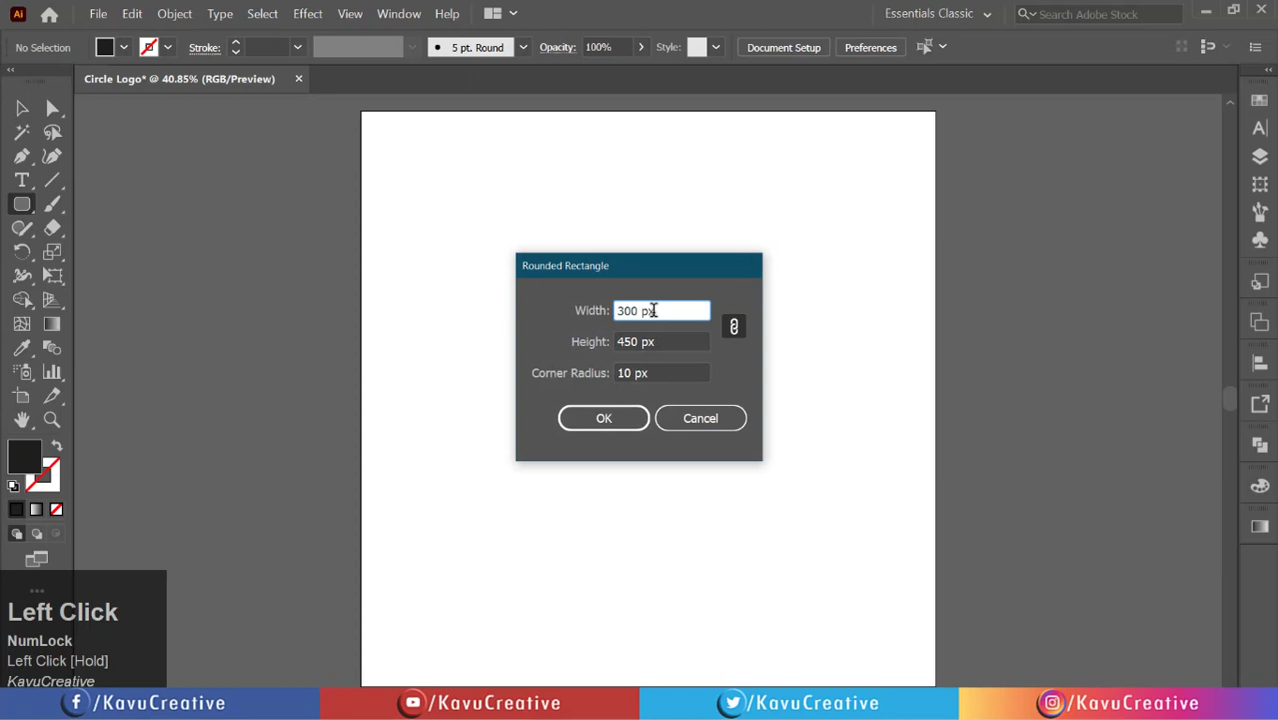 Ai File Edit Object Type Select Effect View Window Help Essentials Classic Search Adobe Stock
No Selection Stroke: 5 pt. Round Opacity: 100% Style: Document Setup Preferences
Circle Logo* @ 40.85% (RGB/Preview)
Rounded Rectangle
Width: 300 px
Height: 450 px
Corner Radius: 10 px
OK Cancel
Left Click
NumLock
Left Click [Hold]
KavuCreative
/KavuCreative /KavuCreative /KavuCreative /KavuCreative